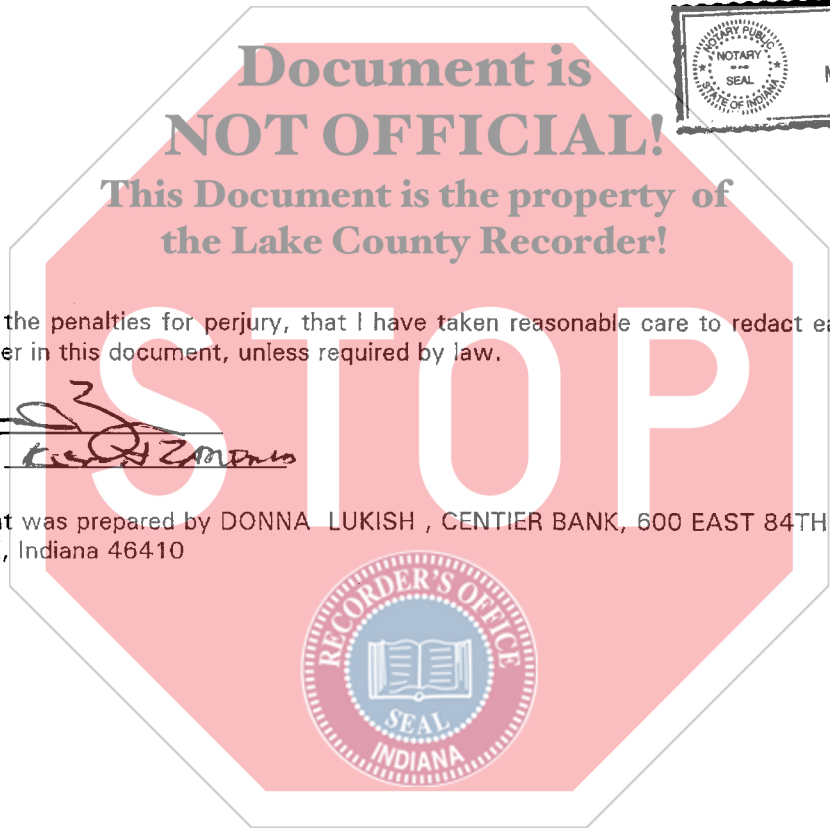 NOTARY PUBLIC
NOTARY
SEAL
STATE OF INDIANA
Document is
NOT OFFICIAL!
This Document is the property of
the Lake County Recorder!
the penalties for perjury, that I have taken reasonable care to redact ea
er in this document, unless required by law.
STOP
t was prepared by DONNA LUKISH , CENTIER BANK, 600 EAST 84TH
, Indiana 46410
RECORDER'S OFFICE
SEAL
INDIANA